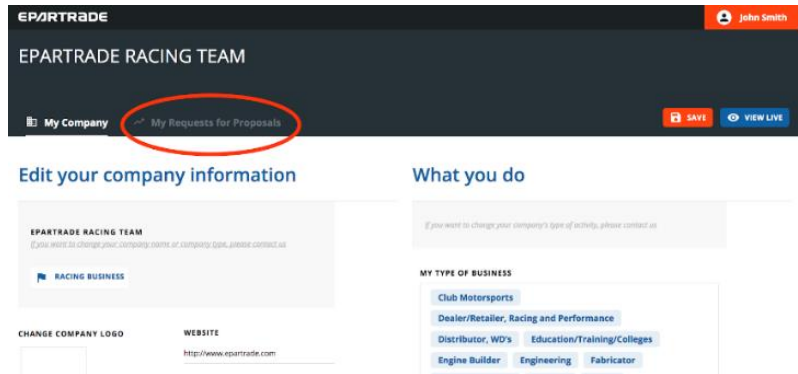 EPARTRADE
John Smith
EPARTRADE RACING TEAM
My Company
My Requests for Proposals
SAVE
VIEW LIVE
Edit your company information
What you do
EPARTRADE RACING TEAM
If you want to change your company name or company type, please contact us
RACING BUSINESS
If you want to change your company's type of activity, please contact us
MY TYPE OF BUSINESS
Club Motorsports
Dealer/Retailer, Racing and Performance
Distributor, WD's Education/Training/Colleges
Engine Builder Engineering Fabricator
CHANGE COMPANY LOGO
WEBSITE
http://www.epartrade.com